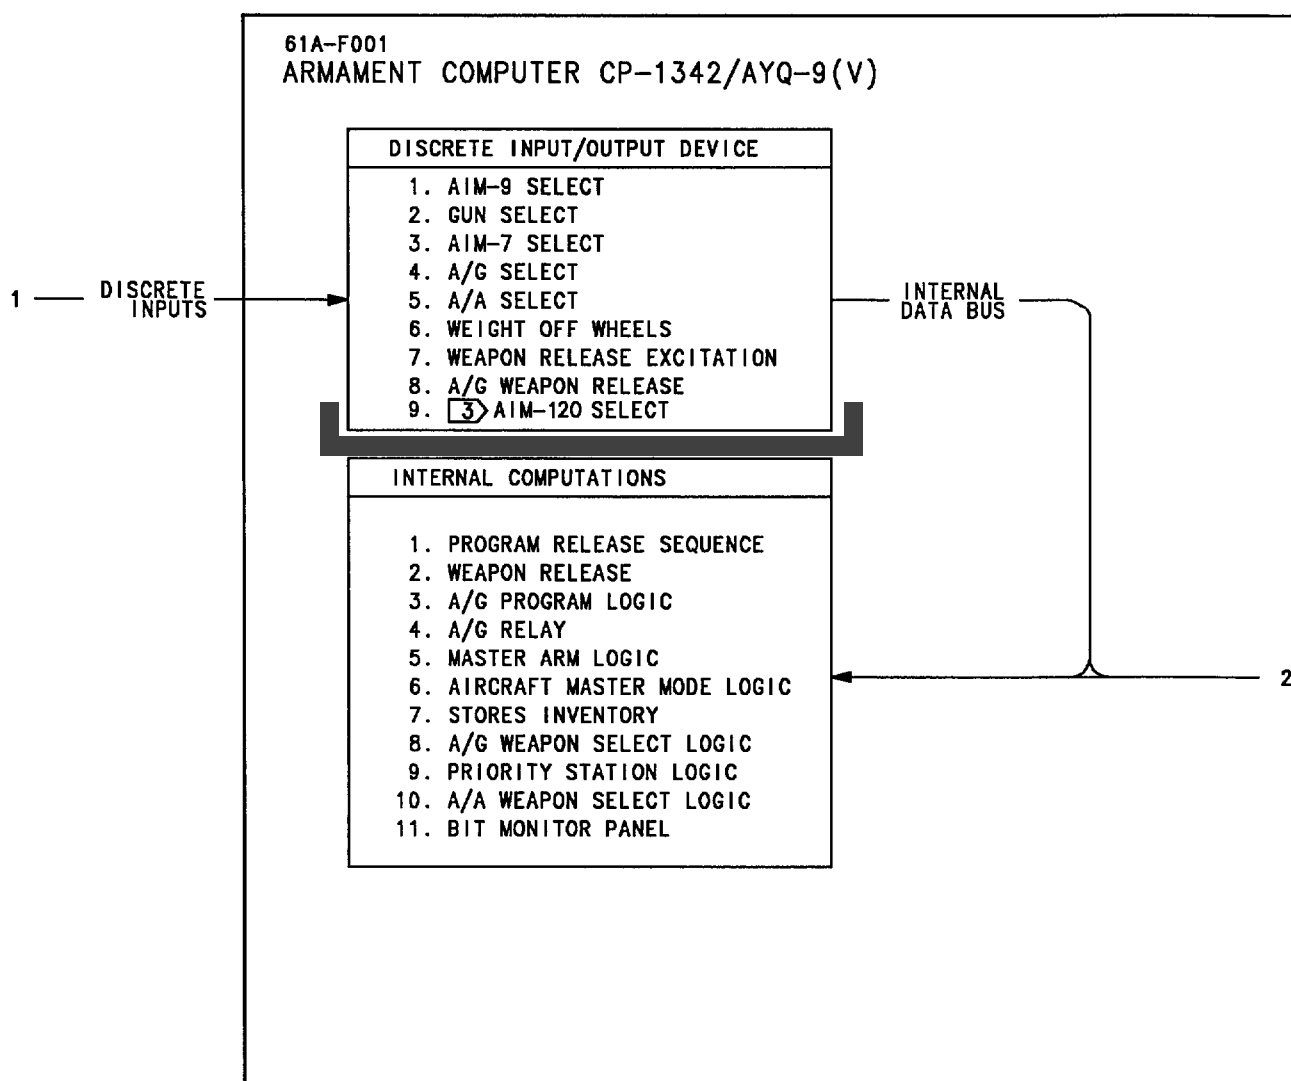 61A-F001
ARMAMENT COMPUTER CP-1342/AYQ-9(V)
DISCRETE INPUT/OUTPUT DEVICE
1. AIM-9 SELECT
2. GUN SELECT
3. AIM-7 SELECT
4. A/G SELECT
5. A/A SELECT
6. WEIGHT OFF WHEELS
7. WEAPON RELEASE EXCITATION
8. A/G WEAPON RELEASE
9. 3 AIM-120 SELECT
1
DISCRETE
INPUTS
INTERNAL
DATA BUS
INTERNAL COMPUTATIONS
1. PROGRAM RELEASE SEQUENCE
2. WEAPON RELEASE
3. A/G PROGRAM LOGIC
4. A/G RELAY
5. MASTER ARM LOGIC
6. AIRCRAFT MASTER MODE LOGIC
7. STORES INVENTORY
8. A/G WEAPON SELECT LOGIC
9. PRIORITY STATION LOGIC
10. A/A WEAPON SELECT LOGIC
11. BIT MONITOR PANEL
2